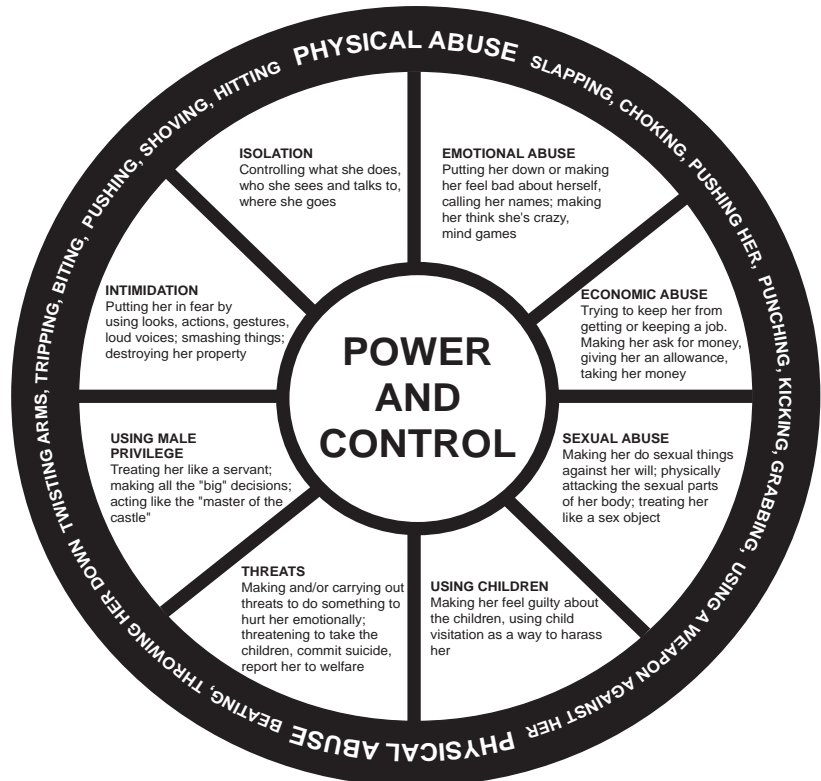 PHYSICAL ABUSE SLAPPING, CHOKING, PUSHING HER, PUNCHING, KICKING, GRABBING, USING A WEAPON AGAINST HER
PHYSICAL ABUSE BEATING, THROWING HER DOWN TWISTING ARMS, TRIPPING, BITING, PUSHING, SHOVING, HITTING
ISOLATION
Controlling what she does,
who she sees and talks to,
where she goes
EMOTIONAL ABUSE
Putting her down or making
her feel bad about herself,
calling her names; making
her think she's crazy,
mind games
INTIMIDATION
Putting her in fear by
using looks, actions, gestures,
loud voices; smashing things;
destroying her property
ECONOMIC ABUSE
Trying to keep her from
getting or keeping a job.
Making her ask for money,
giving her an allowance,
taking her money
POWER
AND
CONTROL
USING MALE
PRIVILEGE
Treating her like a servant;
making all the "big" decisions;
acting like the "master of the
castle"
SEXUAL ABUSE
Making her do sexual things
against her will; physically
attacking the sexual parts
of her body; treating her
like a sex object
THREATS
Making and/or carrying out
threats to do something to
hurt her emotionally;
threatening to take the
children, commit suicide,
report her to welfare
USING CHILDREN
Making her feel guilty about
the children, using child
visitation as a way to harass
her